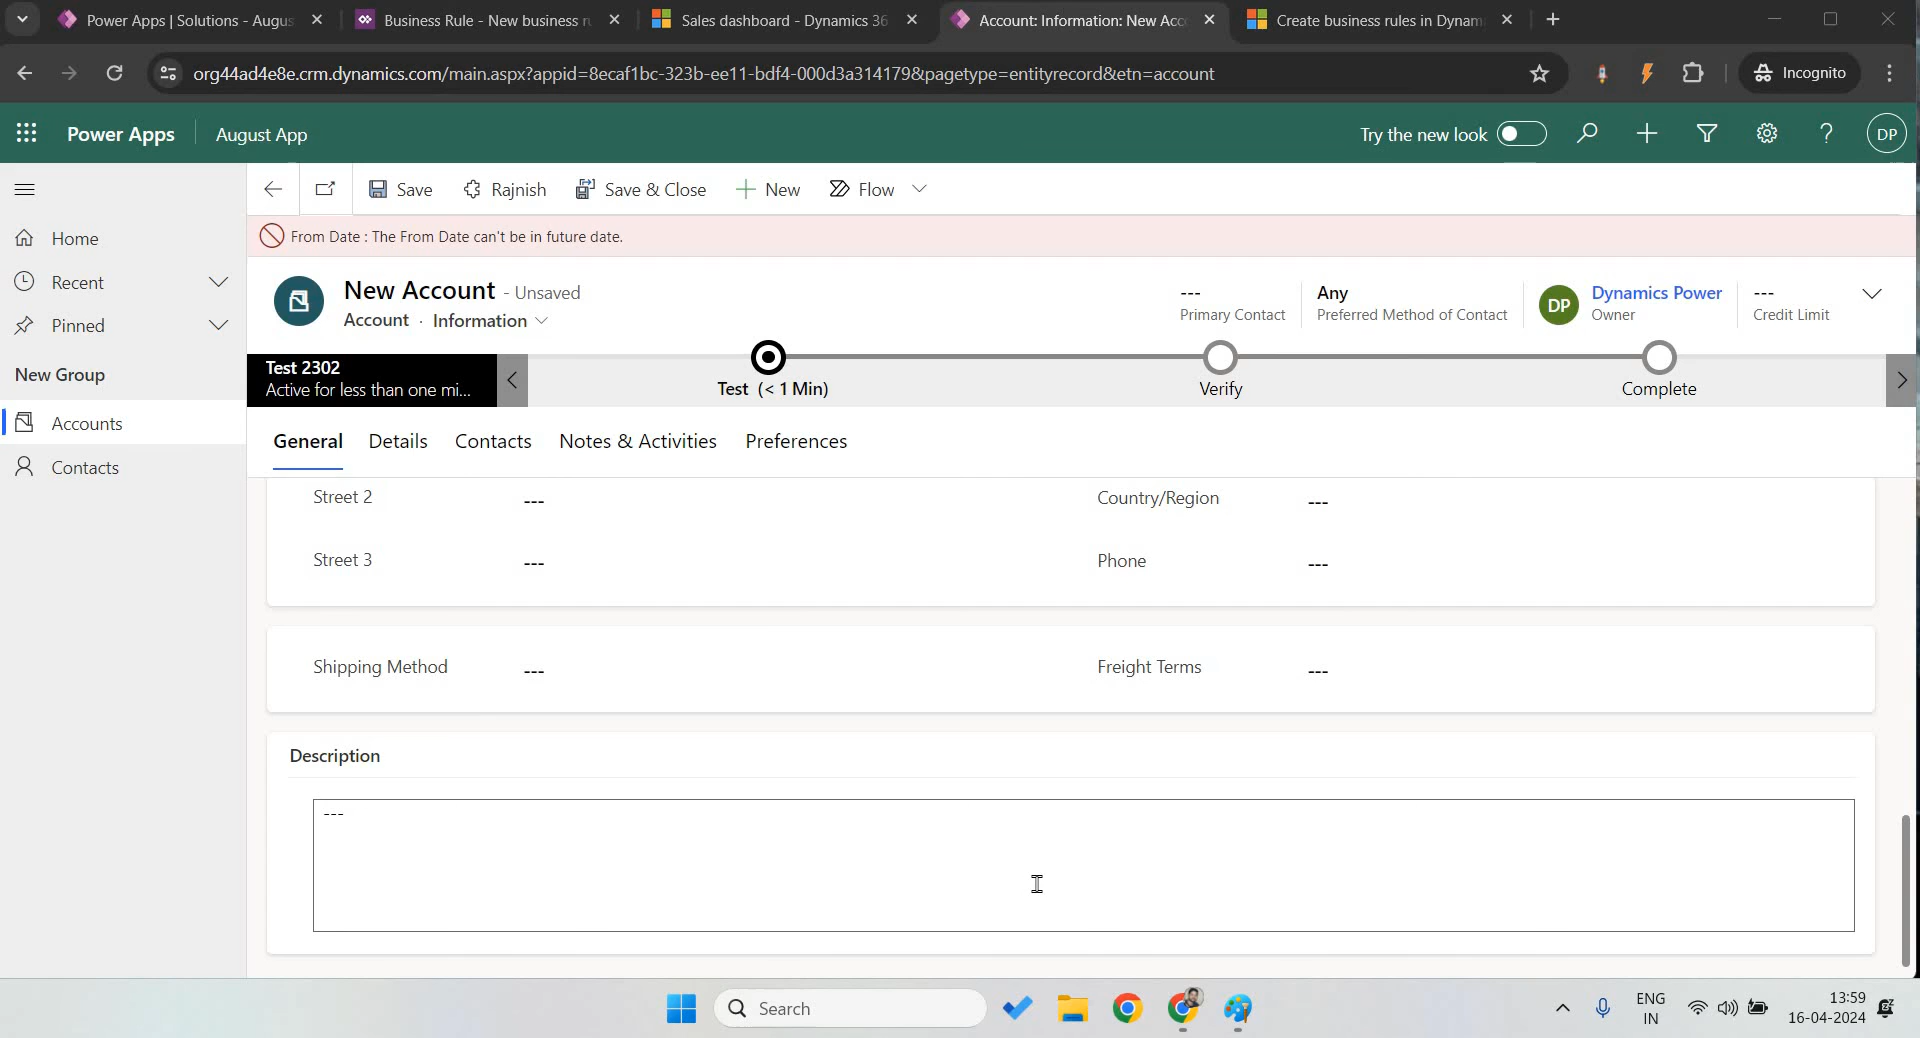 Power Apps | Solutions - Augus
Business Rule - New business ru
Sales dashboard - Dynamics 36
Account: Information: New Acc
Create business rules in Dynam
org44ad4e8e.crm.dynamics.com/main.aspx?appid=8ecaf1bc-323b-ee11-bdf4-000d3a314179&pagetype=entityrecord&etn=account
Incognito
Power Apps
August App
Try the new look
DP
Save
Rajnish
Save & Close
New
Flow
From Date : The From Date can't be in future date.
Home
Recent
Pinned
New Group
Accounts
Contacts
New Account - Unsaved
Account · Information
---
Primary Contact
Any
Preferred Method of Contact
DP
Dynamics Power
Owner
---
Credit Limit
Test 2302
Active for less than one mi...
Test (< 1 Min)
Verify
Complete
General
Details
Contacts
Notes & Activities
Preferences
Street 2
---
Country/Region
---
Street 3
---
Phone
---
Shipping Method
---
Freight Terms
---
Description
---
Search
ENG
IN
13:59
16-04-2024